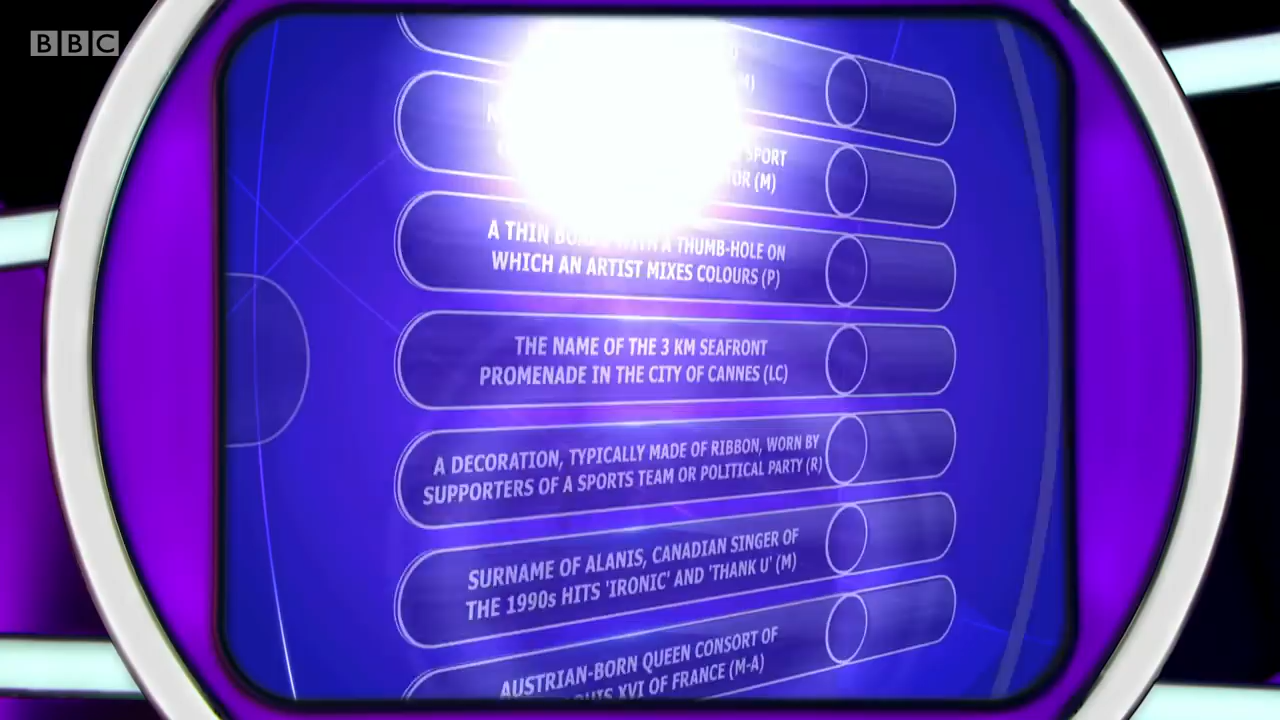 BBC
(M)
SPORT
(M)
A THIN WITH A THUMB-HOLE ON
WHICH AN ARTIST MIXES COLOURS (P)
THE NAME OF THE 3 KM SEAFRONT
PROMENADE IN THE CITY OF CANNES (LC)
A DECORATION, TYPICALLY MADE OF RIBBON, WORN BY
SUPPORTERS OF A SPORTS TEAM OR POLITICAL PARTY (R)
SURNAME OF ALANIS, CANADIAN SINGER OF
THE 1990s HITS 'IRONIC' AND 'THANK U' (M)
AUSTRIAN-BORN QUEEN CONSORT OF
XVI OF FRANCE (M-A)